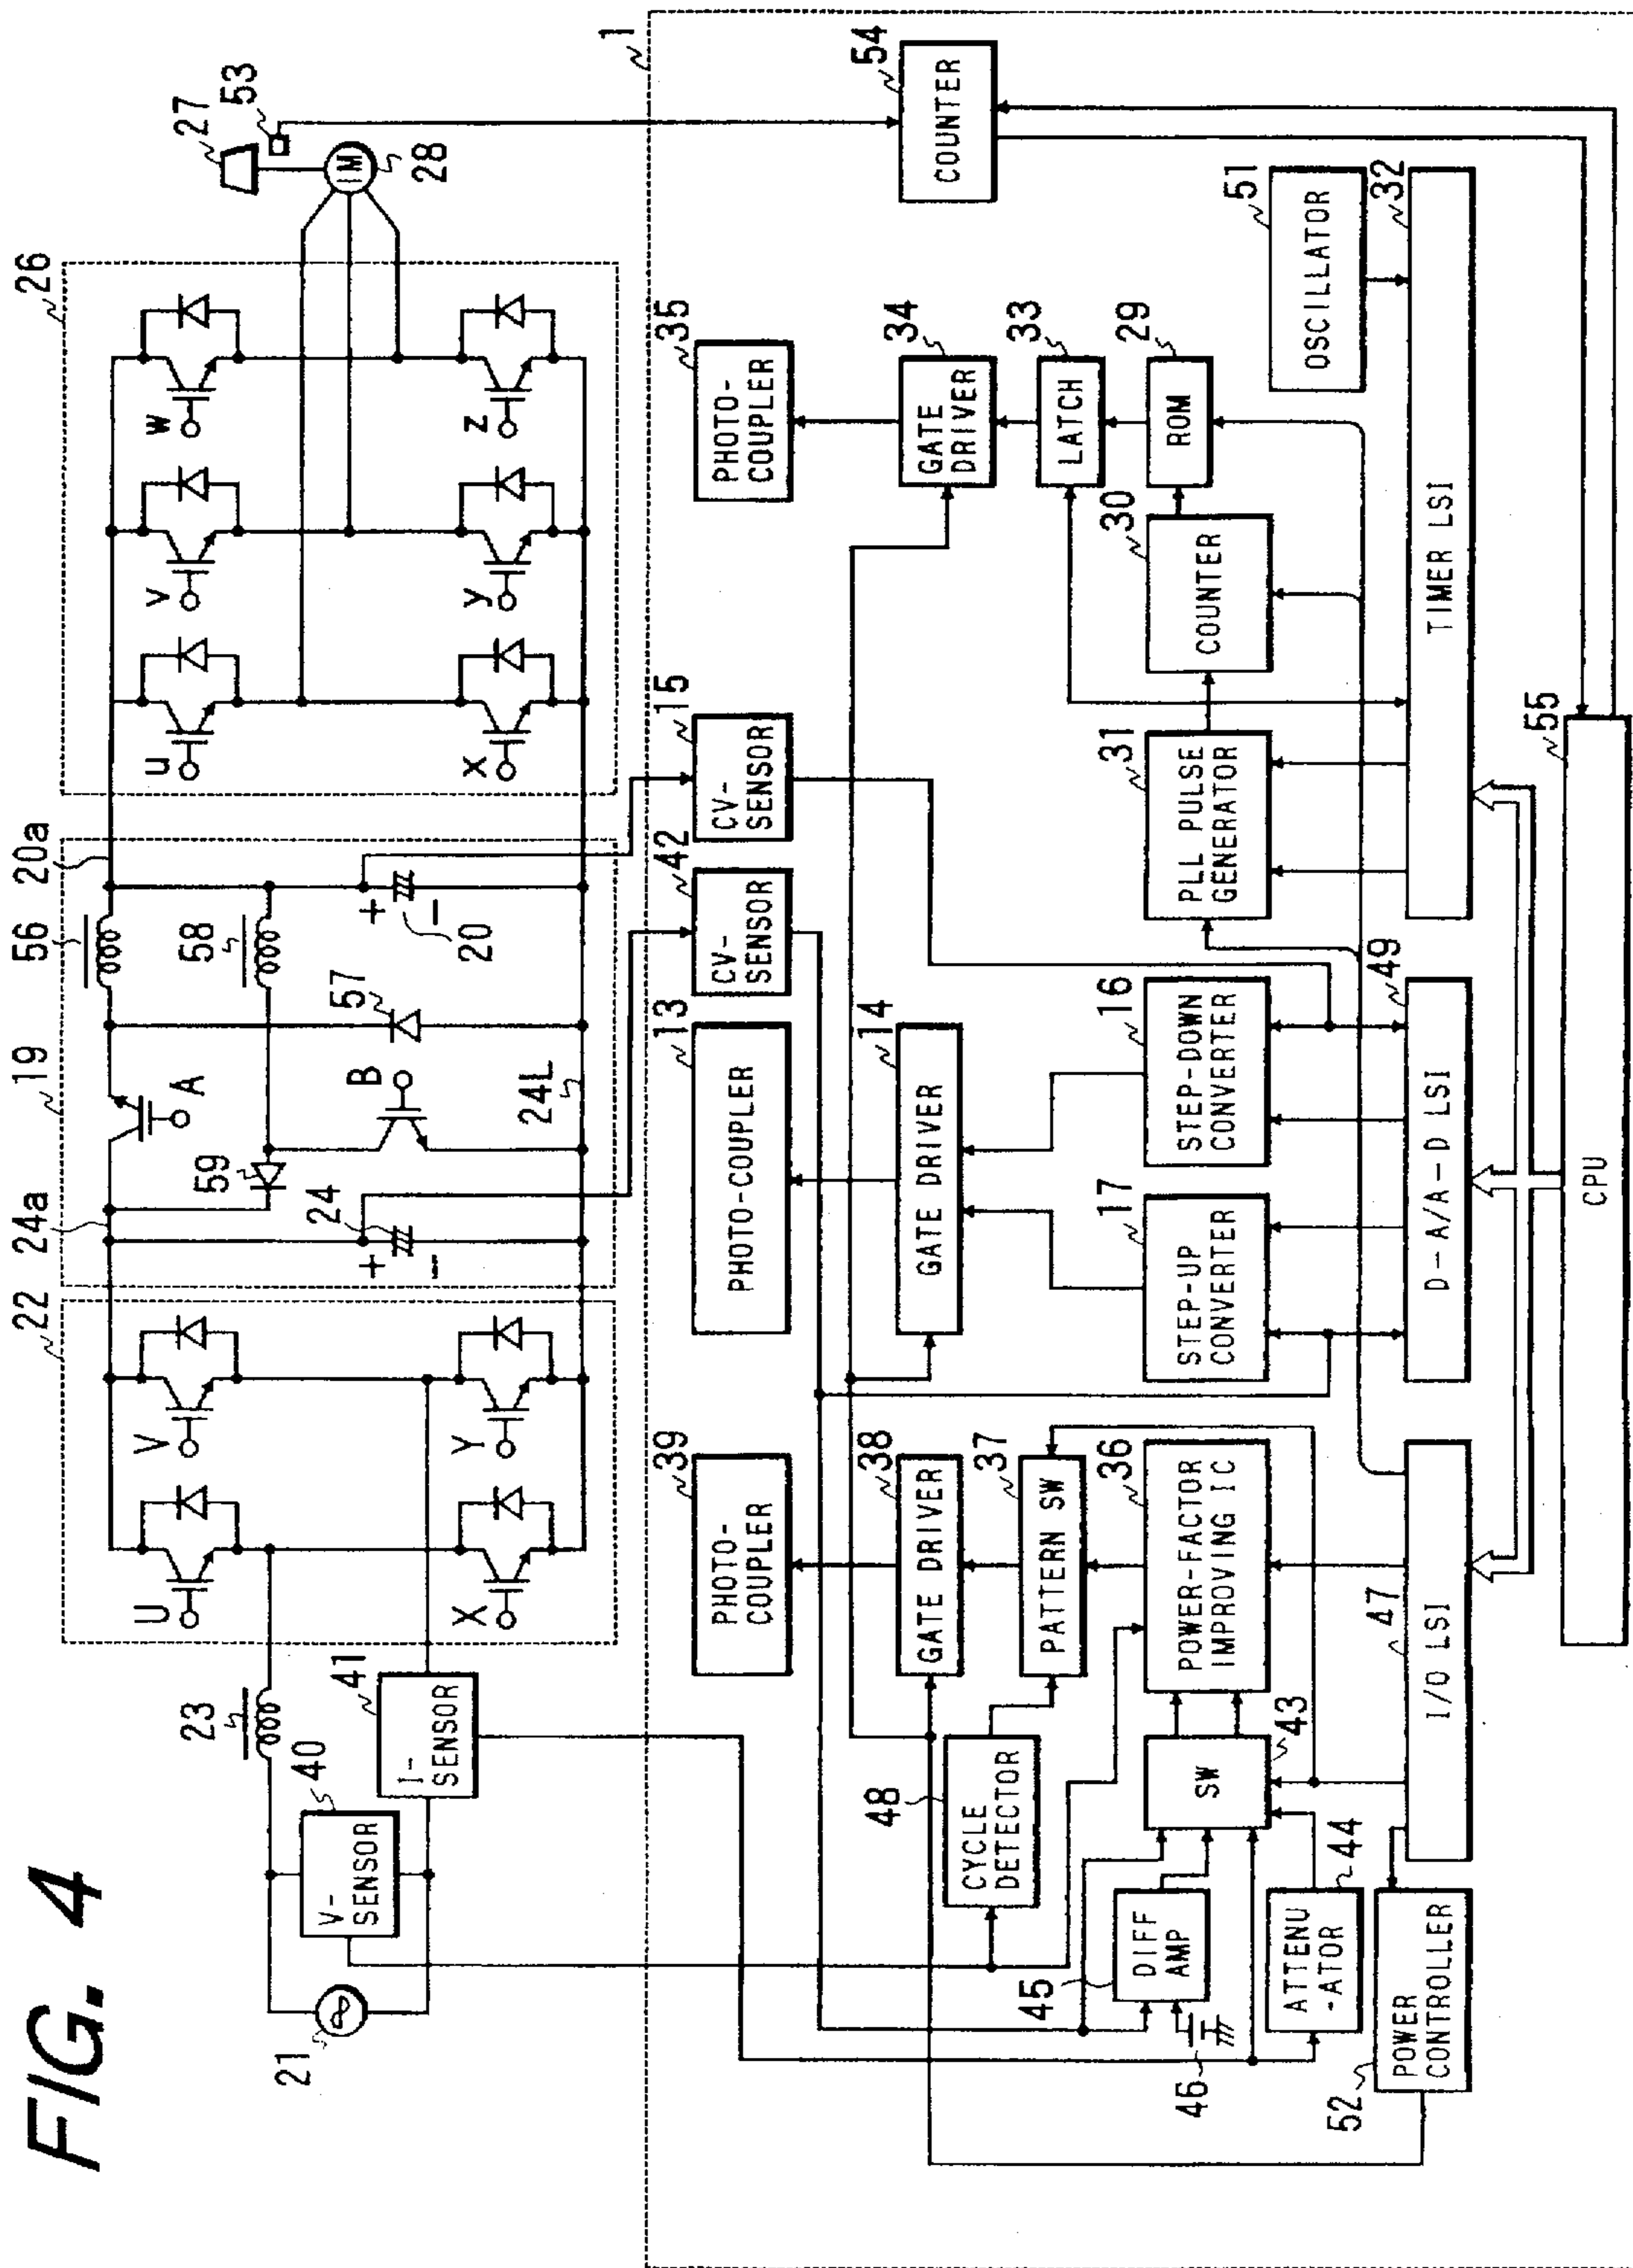 FIG. 4
22
24a
19
56
20a
26
27
53
U
V
59
A
58
57
u
v
w
IM
28
23
21
40
V-
SENSOR
41
I-
SENSOR
X
Y
+
24
-
B
24L
+
-
20
x
y
z
1
39
PHOTO-
COUPLER
13
PHOTO-COUPLER
42
CV-
SENSOR
15
CV-
SENSOR
35
PHOTO-
COUPLER
54
COUNTER
38
GATE DRIVER
14
GATE DRIVER
34
GATE
DRIVER
48
CYCLE
DETECTOR
37
PATTERN SW
33
LATCH
45
DIFF
AMP
46
SW
43
36
POWER-FACTOR
IMPROVING IC
17
STEP-UP
CONVERTER
16
STEP-DOWN
CONVERTER
31
PLL PULSE
GENERATOR
30
COUNTER
29
ROM
51
OSCILLATOR
44
ATTENU
-ATOR
52
POWER
CONTROLLER
47
I/O LSI
49
D-A/A-D LSI
32
TIMER LSI
55
CPU